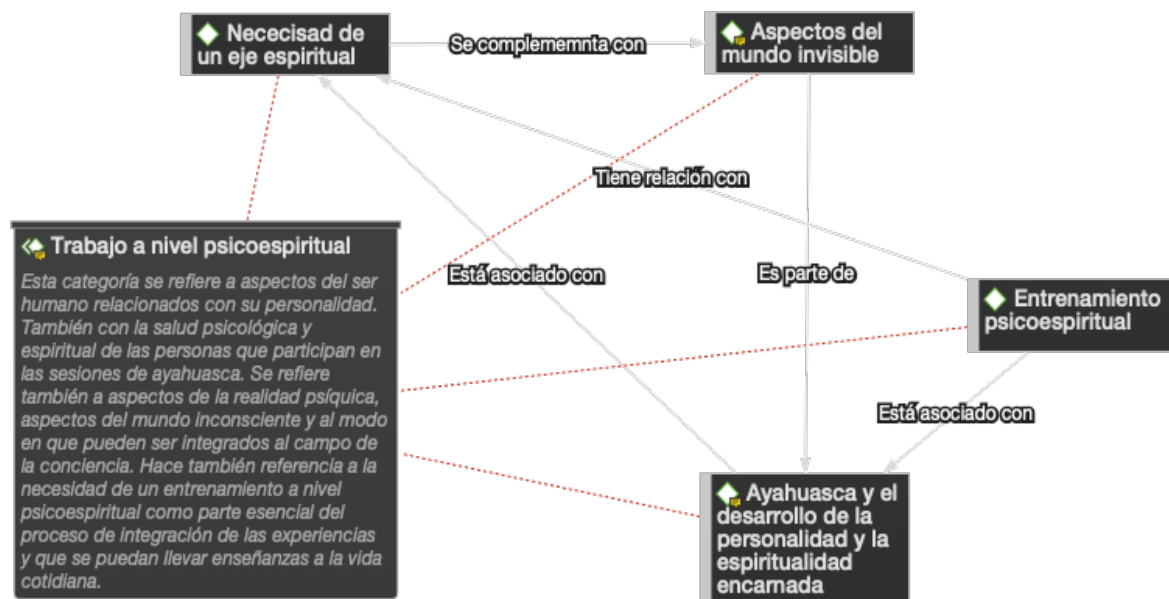 Nececisad de
un eje espiritual
Se complememnta con
Aspectos del
mundo invisible
Tiene relación con
Trabajo a nivel psicoespiritual
Esta categoría se refiere a aspectos del ser
humano relacionados con su personalidad.
También con la salud psicológica y
espiritual de las personas que participan en
las sesiones de ayahuasca. Se refiere
también a aspectos de la realidad psíquica,
aspectos del mundo inconsciente y al modo
en que pueden ser integrados al campo de
la conciencia. Hace también referencia a la
necesidad de un entrenamiento a nivel
psicoespiritual como parte esencial del
proceso de integración de las experiencias
y que se puedan llevar enseñanzas a la vida
cotidiana.
Está asociado con
Es parte de
Entrenamiento
psicoespiritual
Está asociado con
Ayahuasca y el
desarrollo de la
personalidad y la
espiritualidad
encarnada